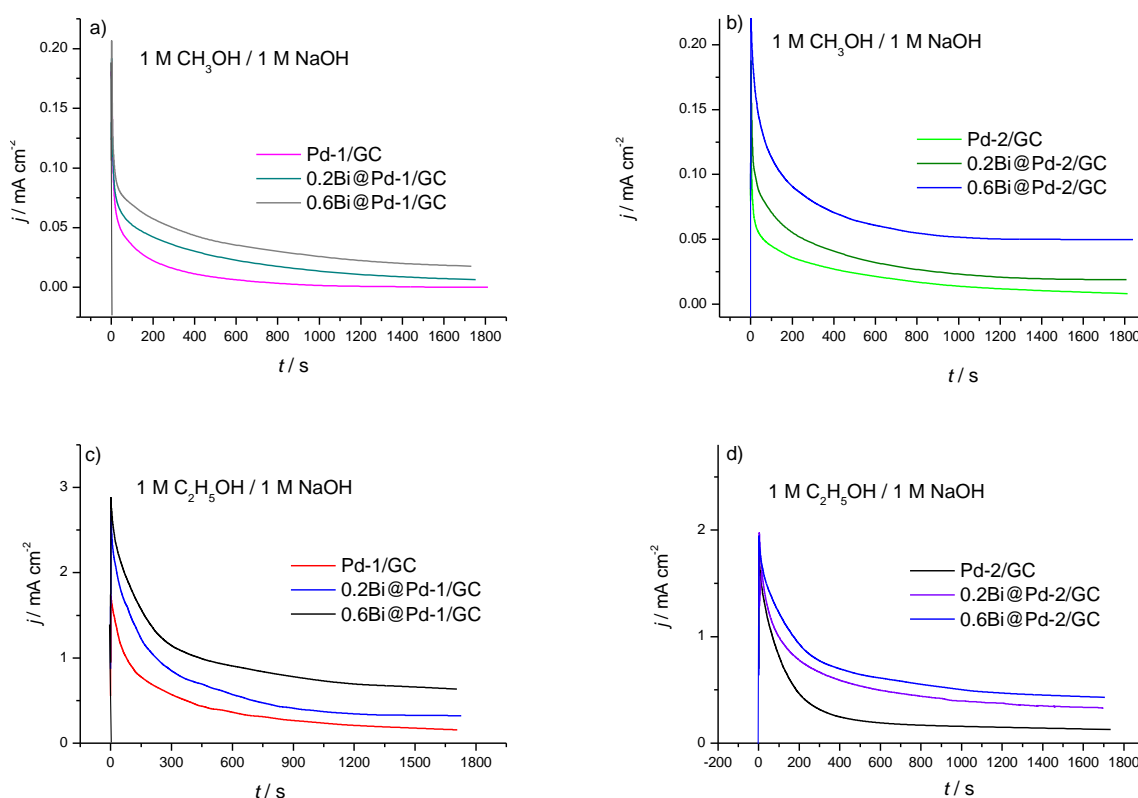 a)
1 M CH₃OH / 1 M NaOH
Pd-1/GC
0.2Bi@Pd-1/GC
0.6Bi@Pd-1/GC
j / mA cm⁻²
0.20
0.15
0.10
0.05
0.00
0 200 400 600 800 1000 1200 1400 1600 1800
t / s
b)
1 M CH₃OH / 1 M NaOH
Pd-2/GC
0.2Bi@Pd-2/GC
0.6Bi@Pd-2/GC
j / mA cm⁻²
0.20
0.15
0.10
0.05
0.00
0 200 400 600 800 1000 1200 1400 1600 1800
t / s
c)
1 M C₂H₅OH / 1 M NaOH
Pd-1/GC
0.2Bi@Pd-1/GC
0.6Bi@Pd-1/GC
j / mA cm⁻²
3
2
1
0
0 300 600 900 1200 1500 1800
t / s
d)
1 M C₂H₅OH / 1 M NaOH
Pd-2/GC
0.2Bi@Pd-2/GC
0.6Bi@Pd-2/GC
j / mA cm⁻²
2
1
0
-200 0 200 400 600 800 1000 1200 1400 1600 1800
t / s